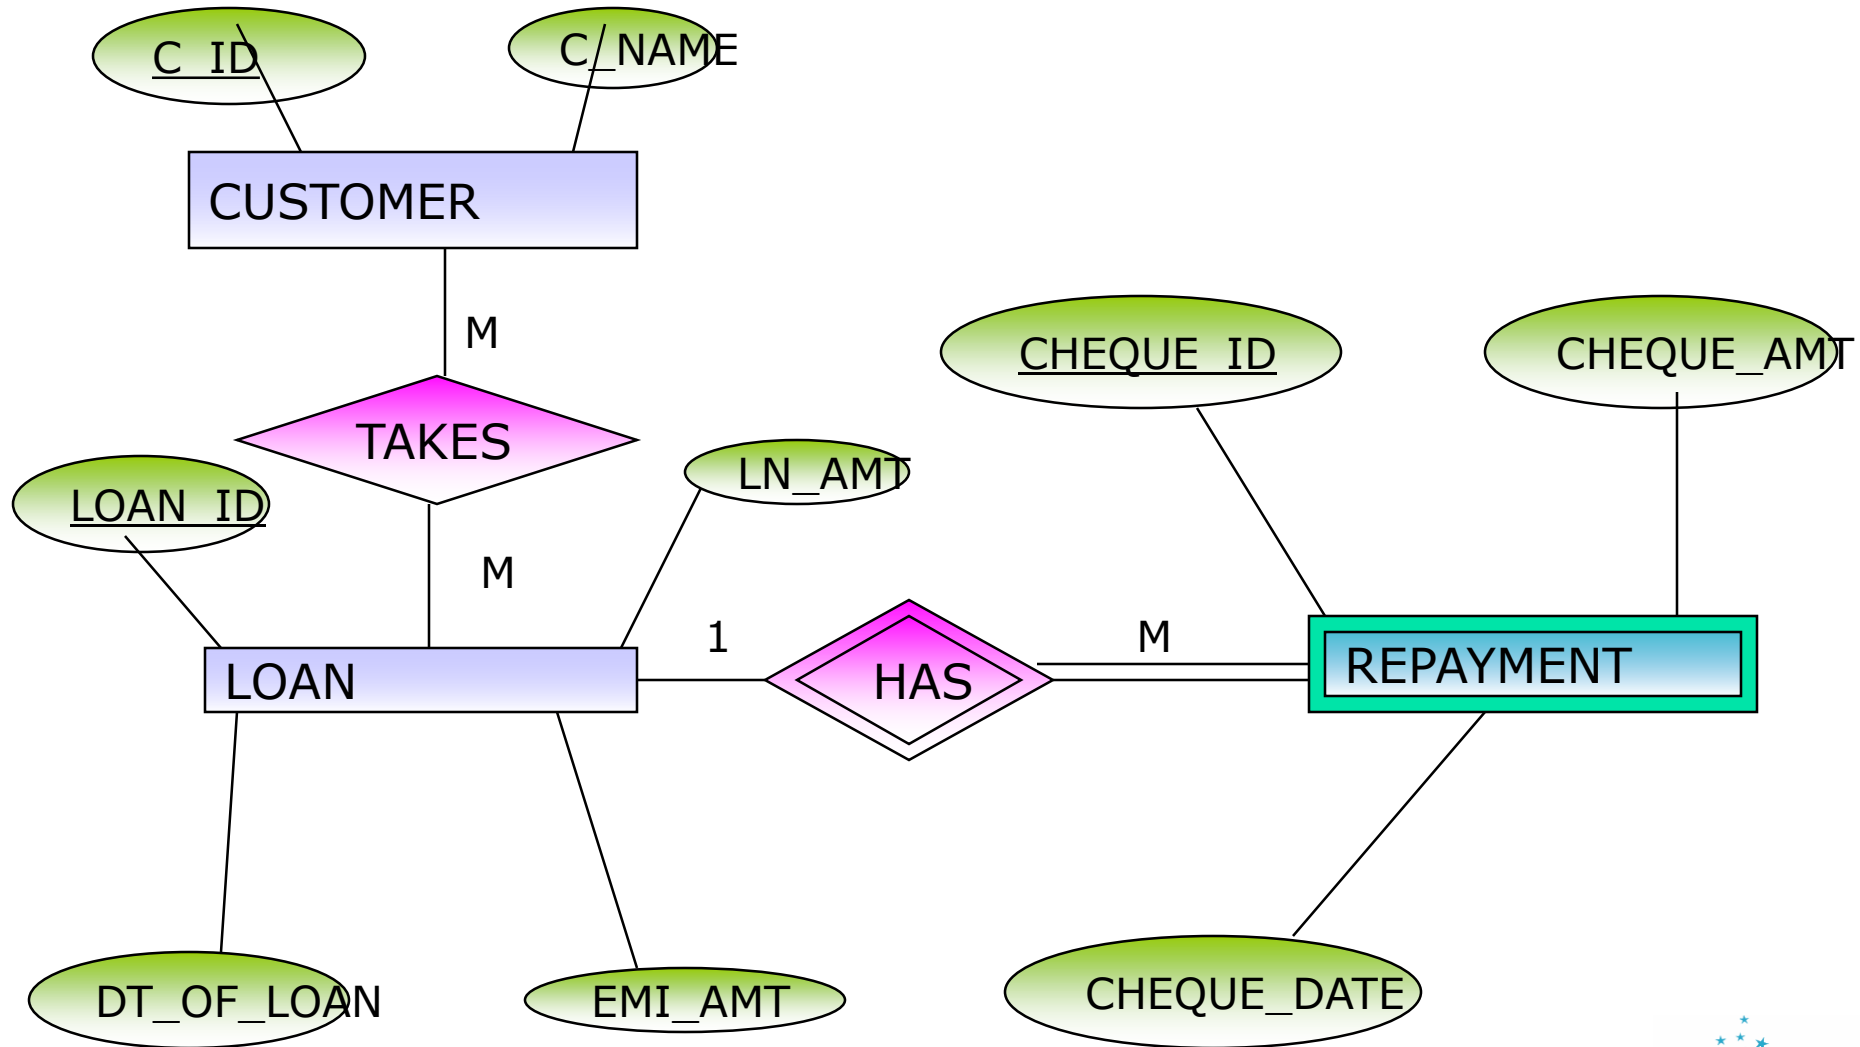 C_ID
C_NAME
CUSTOMER
M
CHEQUE_ID
CHEQUE_AMT
TAKES
LN_AMT
LOAN_ID
M
1
M
LOAN
HAS
REPAYMENT
DT_OF_LOAN
EMI_AMT
CHEQUE_DATE